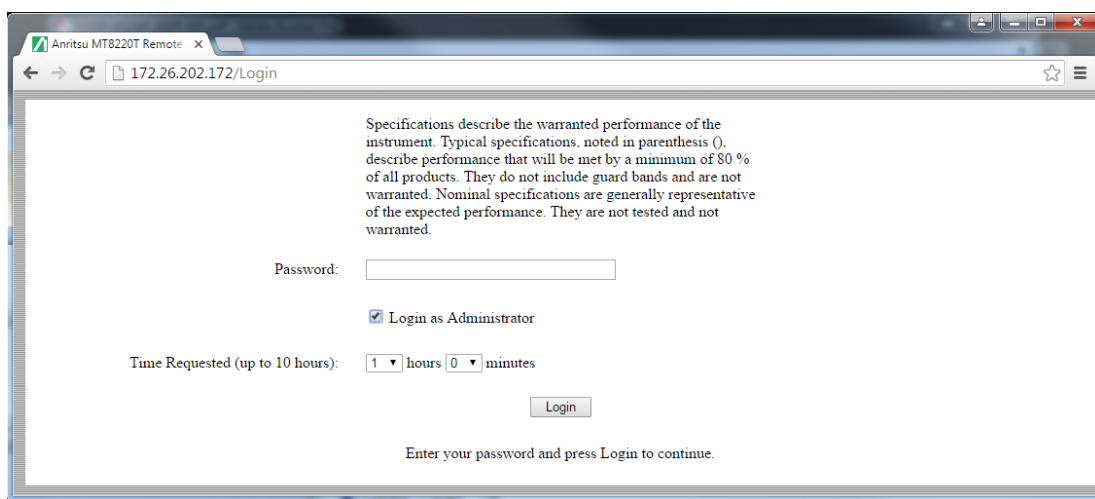 Anritsu MT8220T Remote
172.26.202.172/Login
Specifications describe the warranted performance of the
instrument. Typical specifications, noted in parenthesis (),
describe performance that will be met by a minimum of 80 %
of all products. They do not include guard bands and are not
warranted. Nominal specifications are generally representative
of the expected performance. They are not tested and not
warranted.
Password:
Login as Administrator
Time Requested (up to 10 hours): 1 hours 0 minutes
Login
Enter your password and press Login to continue.